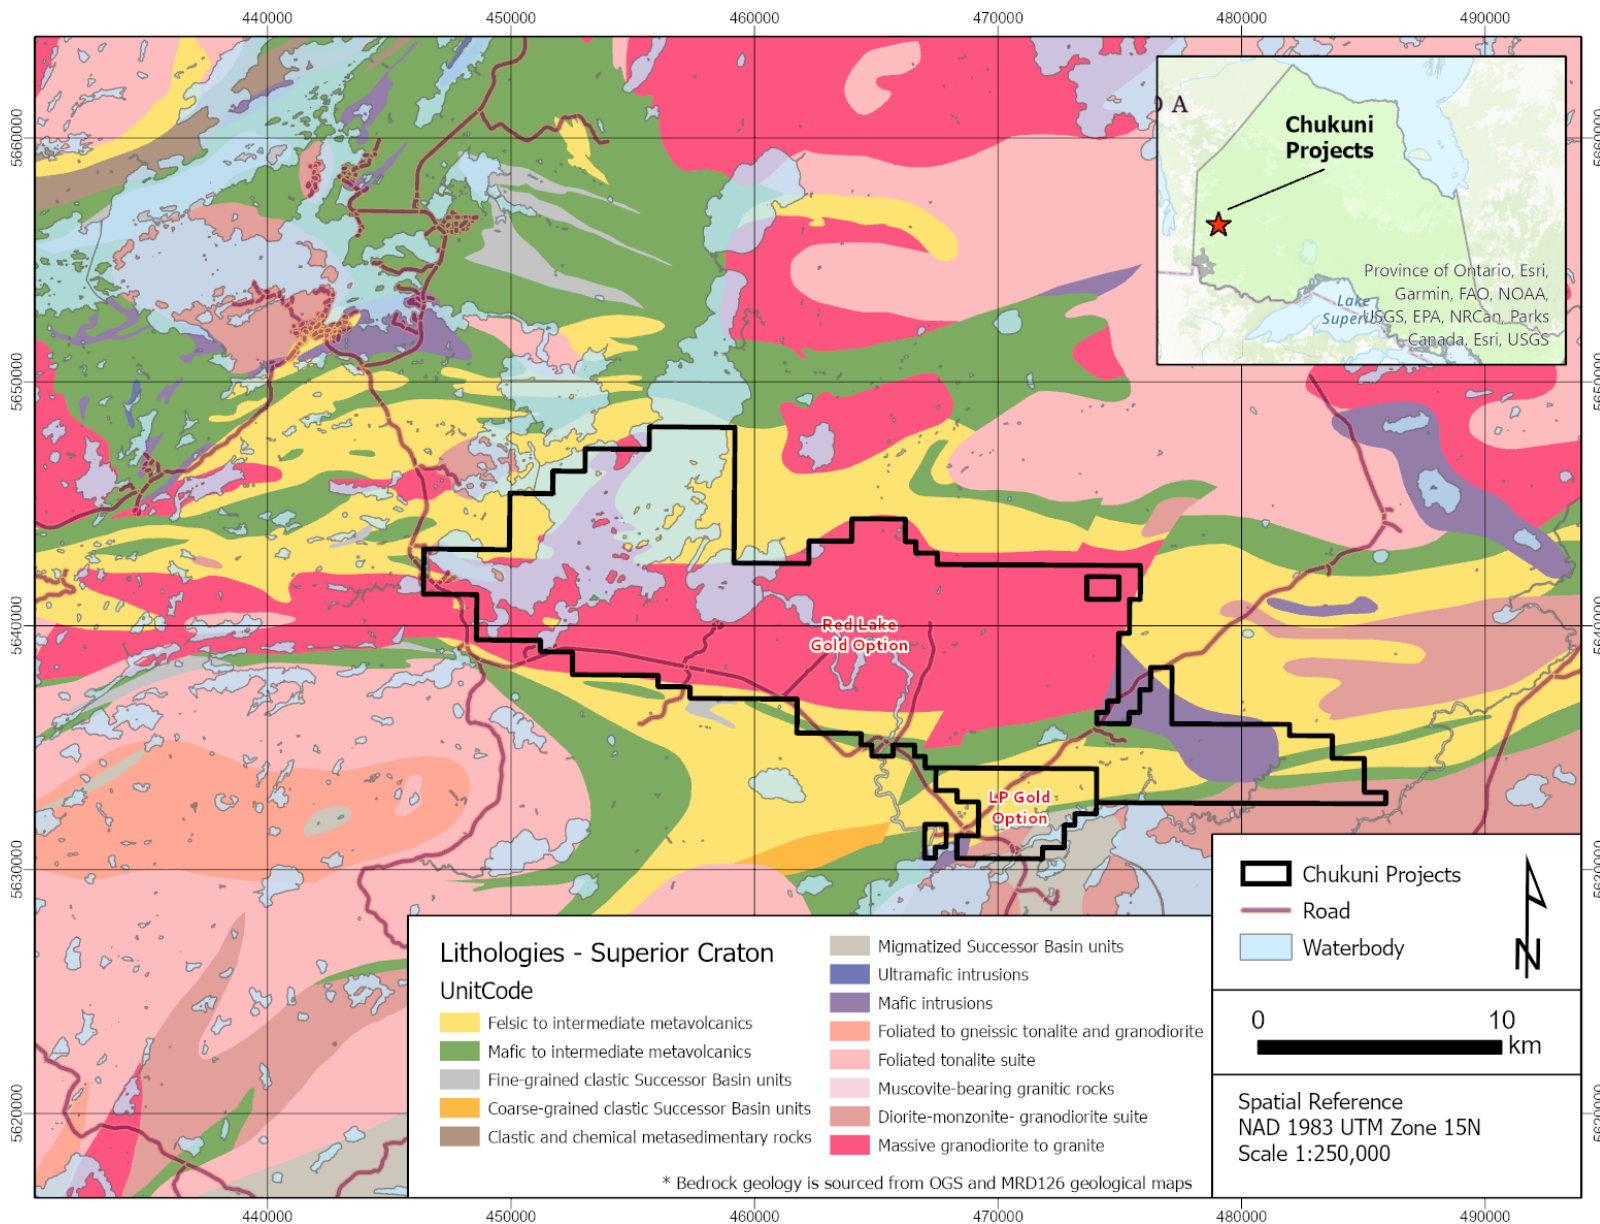 440000
450000
460000
470000
480000
490000
5660000
5650000
5640000
5630000
5620000
D A
Chukuni
Projects
Province of Ontario, Esri,
Garmin, FAO, NOAA,
USGS, EPA, NRCan, Parks
Canada, Esri, USGS
Lake
Superior
5660000
5650000
5640000
5630000
5620000
Red Lake
Gold Option
LP Gold
Option
Lithologies - Superior Craton
UnitCode
Felsic to intermediate metavolcanics
Mafic to intermediate metavolcanics
Fine-grained clastic Successor Basin units
Coarse-grained clastic Successor Basin units
Clastic and chemical metasedimentary rocks
Migmatized Successor Basin units
Ultramafic intrusions
Mafic intrusions
Foliated to gneissic tonalite and granodiorite
Foliated tonalite suite
Muscovite-bearing granitic rocks
Diorite-monzonite- granodiorite suite
Massive granodiorite to granite
* Bedrock geology is sourced from OGS and MRD126 geological maps
Chukuni Projects
Road
Waterbody
N
0 10
km
Spatial Reference
NAD 1983 UTM Zone 15N
Scale 1:250,000
440000
450000
460000
470000
480000
490000